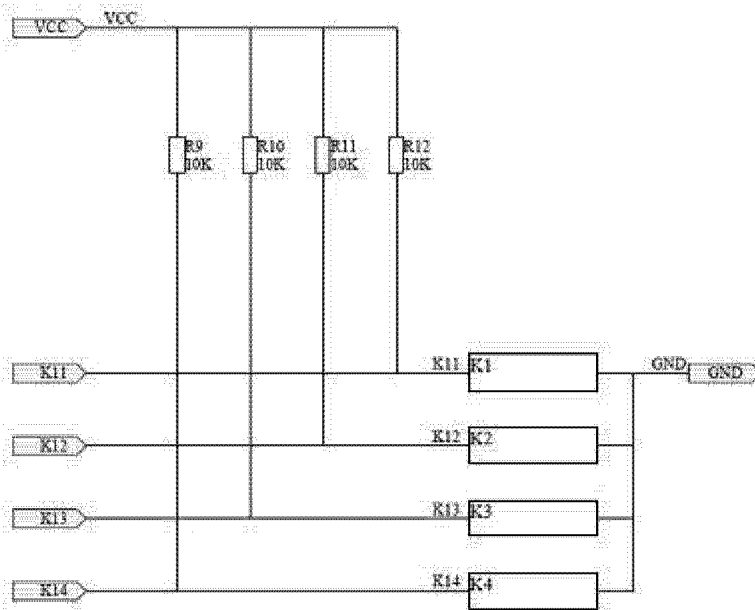 VCC VCC
R9 R10 R11 R12
10K 10K 10K 10K
K11 K11 K1 GND GND
K12 K12 K2
K13 K13 K3
K14 K14 K4